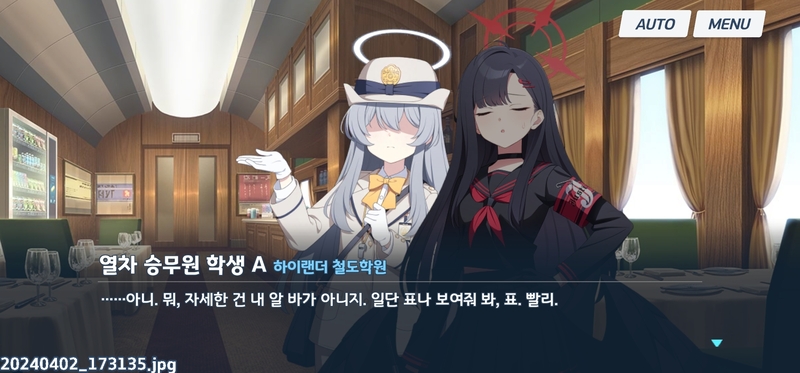 AUTO
MENU
열차 승무원 학생 A 하이랜더 철도학원
……아니. 뭐, 자세한 건 내 알 바가 아니지. 일단 표나 보여줘 봐, 표. 빨리.
20240402_173135.jpg